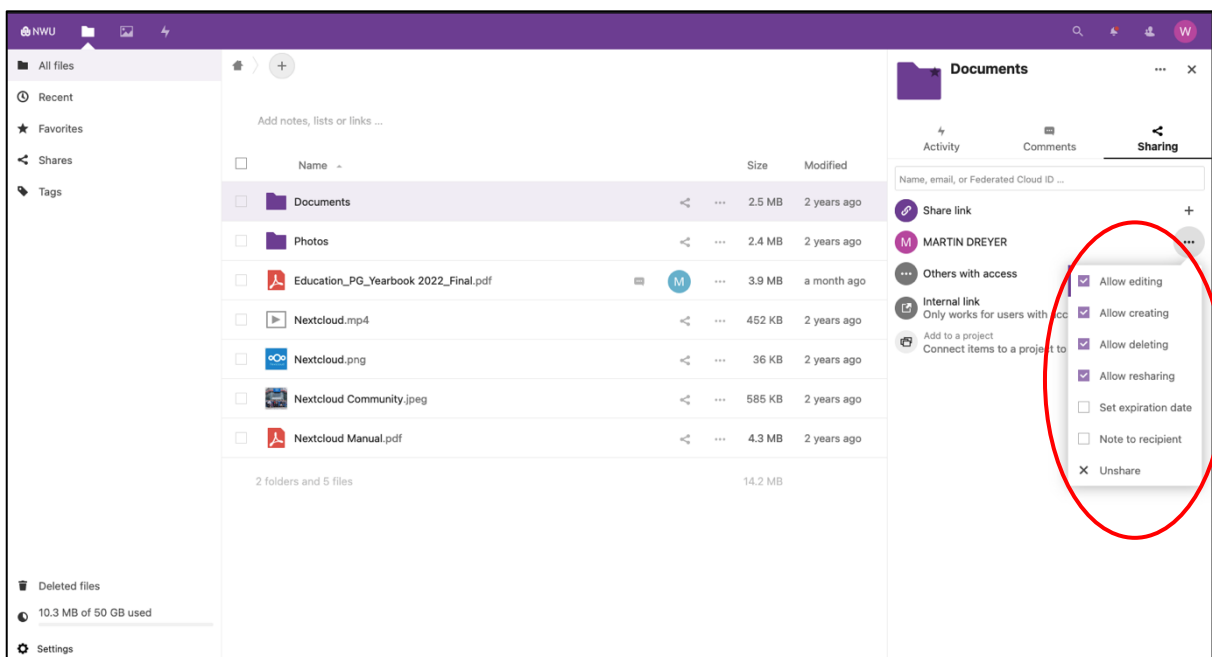 NWU
W
All files
Recent
Favorites
Shares
Tags
Deleted files
10.3 MB of 50 GB used
Settings
+
Add notes, lists or links ...
Name Size Modified
Documents 2.5 MB 2 years ago
Photos 2.4 MB 2 years ago
Education_PG_Yearbook 2022_Final.pdf M 3.9 MB a month ago
Nextcloud.mp4 452 KB 2 years ago
Nextcloud.png 36 KB 2 years ago
Nextcloud Community.jpeg 585 KB 2 years ago
Nextcloud Manual.pdf 4.3 MB 2 years ago
2 folders and 5 files 14.2 MB
Documents
Activity Comments Sharing
Name, email, or Federated Cloud ID ...
Share link +
M MARTIN DREYER
Others with access
Internal link
Only works for users with acc
Add to a project
Connect items to a project to
Allow editing
Allow creating
Allow deleting
Allow resharing
Set expiration date
Note to recipient
Unshare